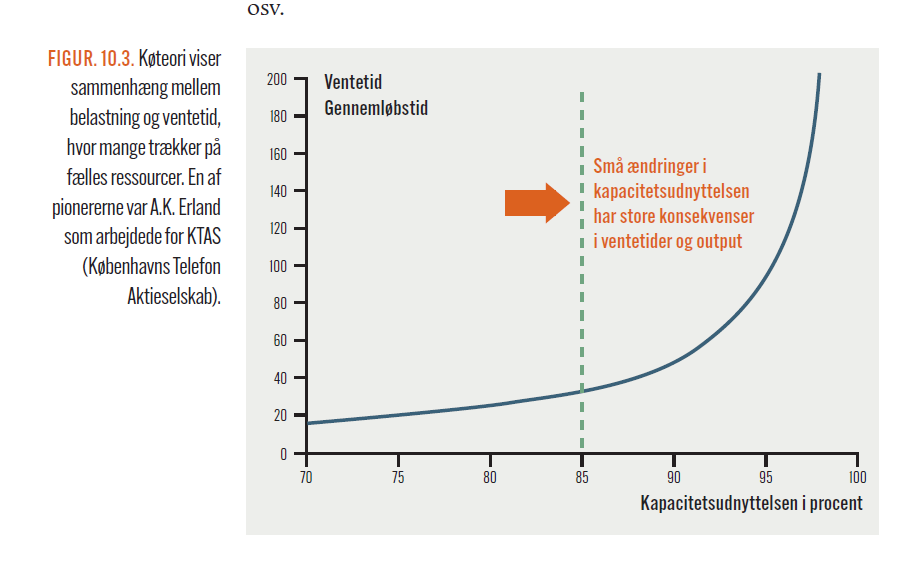 osv.
FIGUR. 10.3. Køteori viser
sammenhæng mellem
belastning og ventetid,
hvor mange trækker på
fælles ressourcer. En af
pionererne var A.K. Erland
som arbejdede for KTAS
(Københavns Telefon
Aktieselskab).
Ventetid
Gennemløbstid
200
180
160
140
120
100
80
60
40
20
0
Små ændringer i
kapacitetsudnyttelsen
har store konsekvenser
i ventetider og output
70 75 80 85 90 95 100
Kapacitetsudnyttelsen i procent